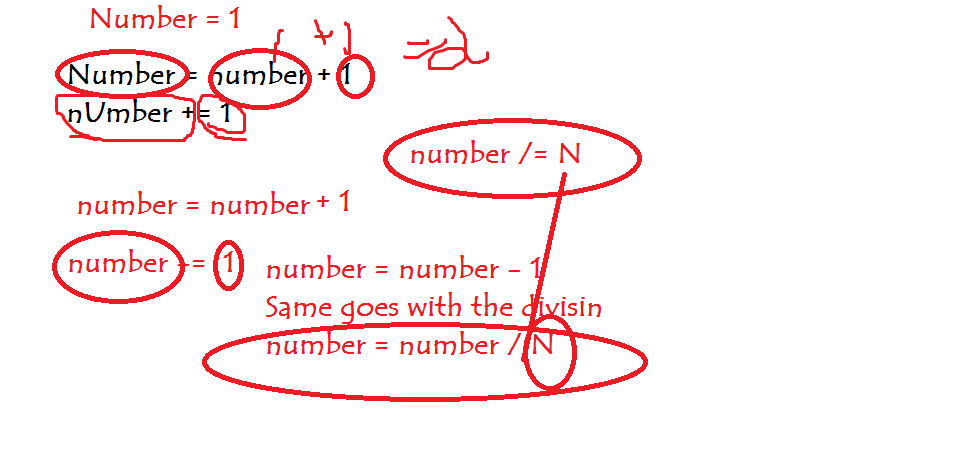 Number = 1
Number = number + 1
nUmber += 1
number /= N
number = number + 1
number -= 1
number = number - 1
Same goes with the divisin
number = number / N